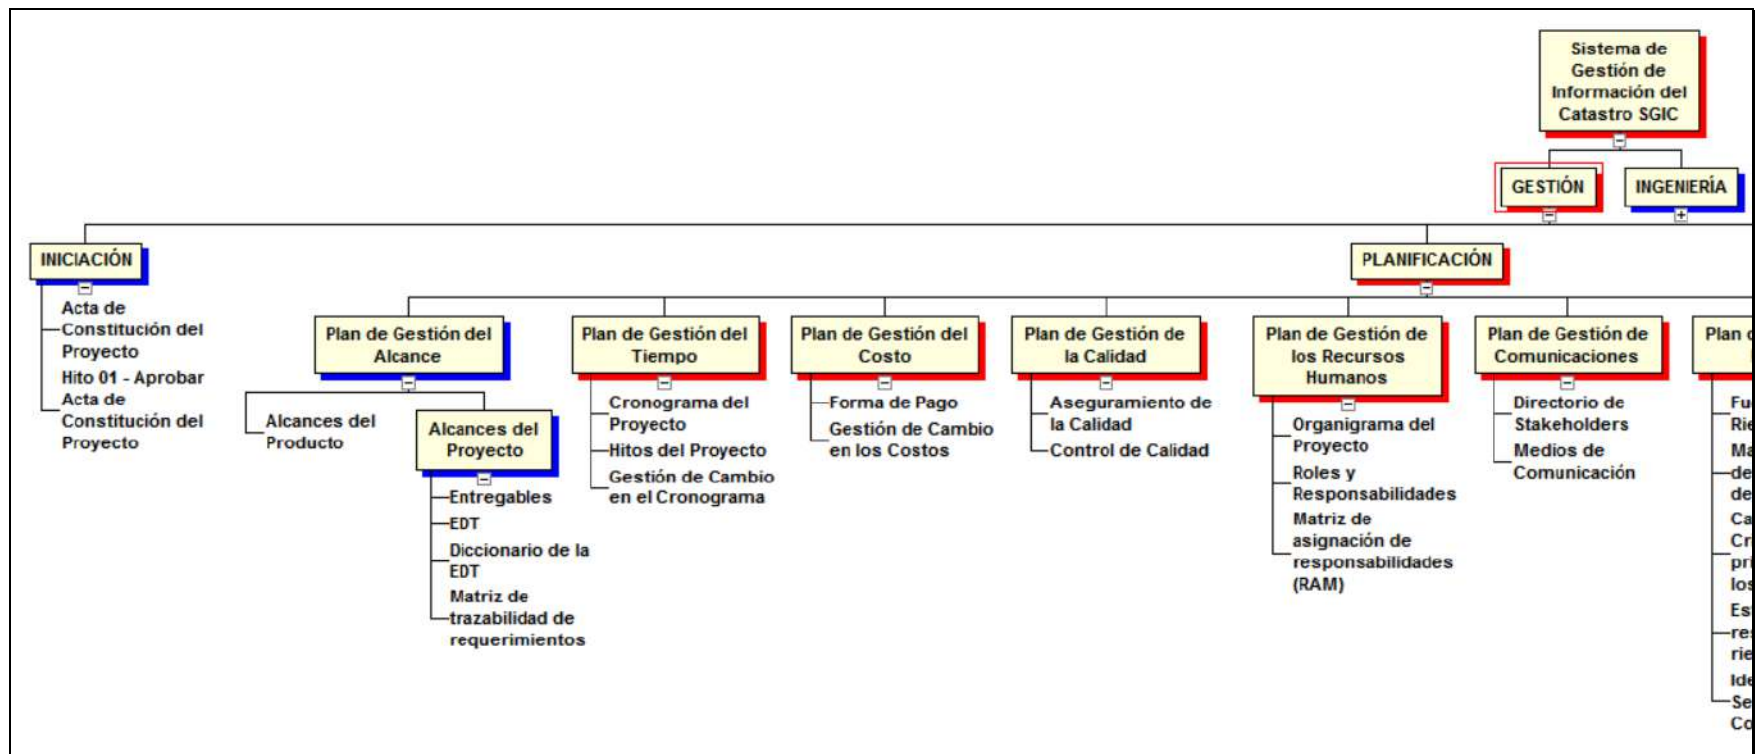 Sistema de
Gestión de
Información del
Catastro SGIC
GESTIÓN
INGENIERÍA
INICIACIÓN
Acta de
Constitución del
Proyecto
Hito 01 - Aprobar
Acta de
Constitución del
Proyecto
PLANIFICACIÓN
Plan de Gestión del
Alcance
Alcances del
Producto
Alcances del
Proyecto
Entregables
EDT
Diccionario de la
EDT
Matriz de
trazabilidad de
requerimientos
Plan de Gestión del
Tiempo
Cronograma del
Proyecto
Hitos del Proyecto
Gestión de Cambio
en el Cronograma
Plan de Gestión del
Costo
Forma de Pago
Gestión de Cambio
en los Costos
Plan de Gestión de
la Calidad
Aseguramiento de
la Calidad
Control de Calidad
Plan de Gestión de
los Recursos
Humanos
Organigrama del
Proyecto
Roles y
Responsabilidades
Matriz de
asignación de
responsabilidades
(RAM)
Plan de Gestión de
Comunicaciones
Directorio de
Stakeholders
Medios de
Comunicación
Plan
de
de
los